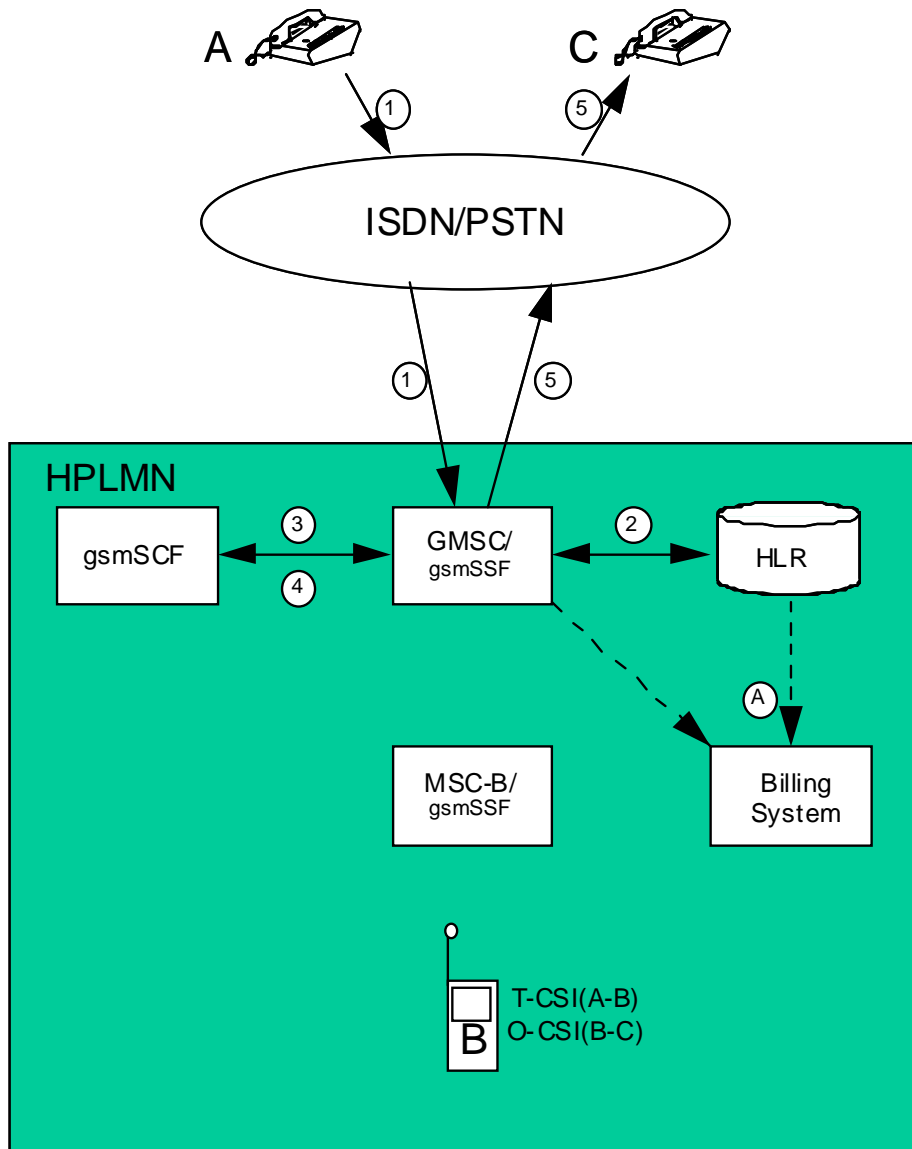 A
C
1
5
ISDN/PSTN
1
5
HPLMN
gsmSCF
3
4
GMSC/
gsmSSF
2
HLR
A
MSC-B/
gsmSSF
Billing
System
T-CSI(A-B)
O-CSI(B-C)
B